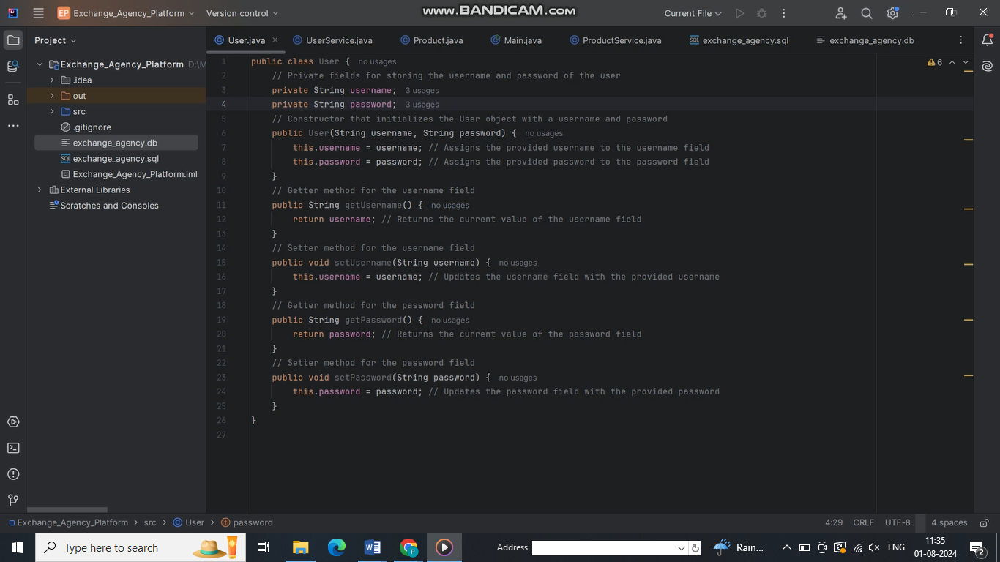 www.BANDICAM.com
EP Exchange_Agency_Platform Version control Current File
Project
User.java UserService.java Product.java Main.java ProductService.java exchange_agency.sql exchange_agency.db
Exchange_Agency_Platform D:\M
.idea
out
src
.gitignore
exchange_agency.db
SQL exchange_agency.sql
Exchange_Agency_Platform.iml
External Libraries
Scratches and Consoles
6
1 public class User { no usages
2 // Private fields for storing the username and password of the user
3 private String username; 3 usages
4 private String password; 3 usages
5 // Constructor that initializes the User object with a username and password
6 public User(String username, String password) { no usages
7 this.username = username; // Assigns the provided username to the username field
8 this.password = password; // Assigns the provided password to the password field
9 }
10 // Getter method for the username field
11 public String getUsername() { no usages
12 return username; // Returns the current value of the username field
13 }
14 // Setter method for the username field
15 public void setUsername(String username) { no usages
16 this.username = username; // Updates the username field with the provided username
17 }
18 // Getter method for the password field
19 public String getPassword() { no usages
20 return password; // Returns the current value of the password field
21 }
22 // Setter method for the password field
23 public void setPassword(String password) { no usages
24 this.password = password; // Updates the password field with the provided password
25 }
26 }
27
Exchange_Agency_Platform > src > User > password 4:29 CRLF UTF-8 4 spaces
Type here to search Address Rain... ENG 11:35
01-08-2024 2